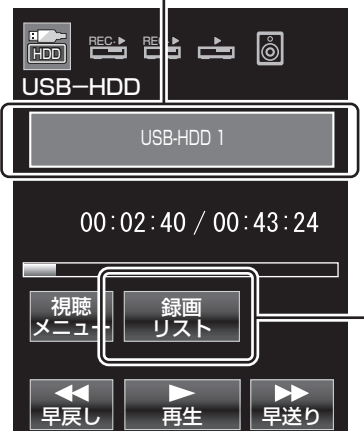 HDD REC REC
USB-HDD
USB-HDD 1
00:02:40 / 00:43:24
視聴 録画
メニュー リスト
早戻し 再生 早送り